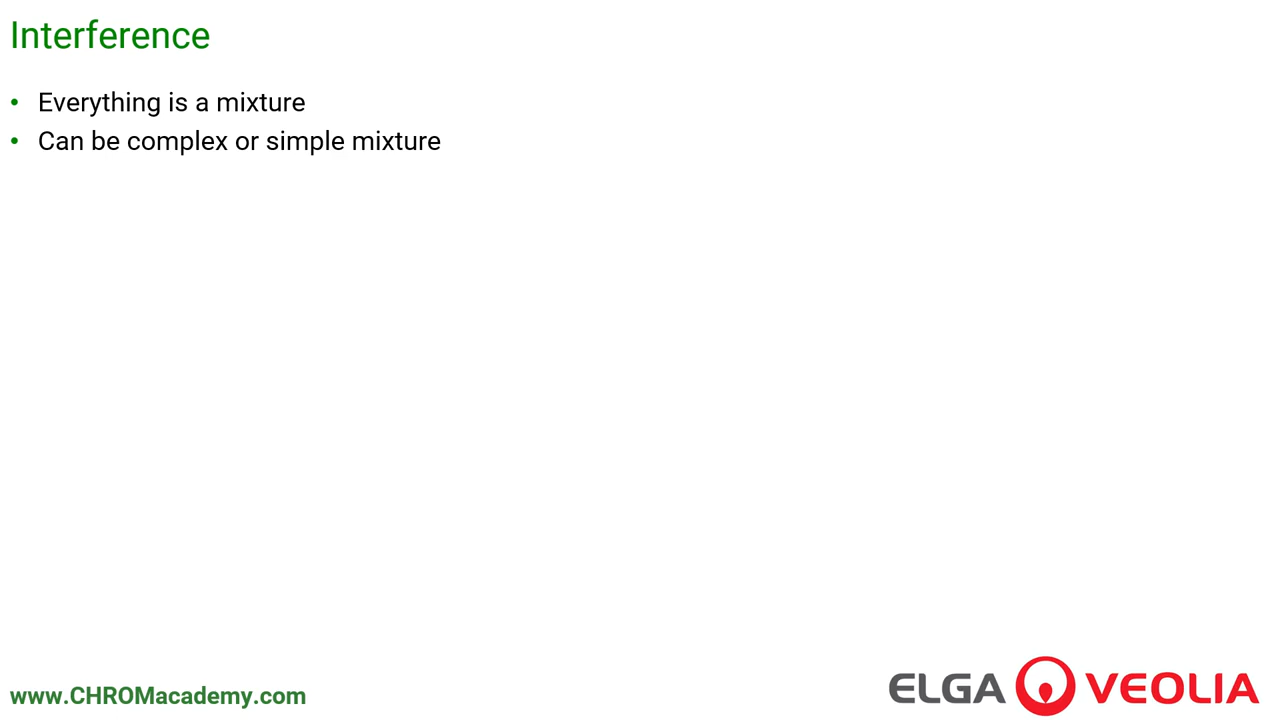 Interference
• Everything is a mixture
• Can be complex or simple mixture
www.CHROMacademy.com
ELGA VEOLIA